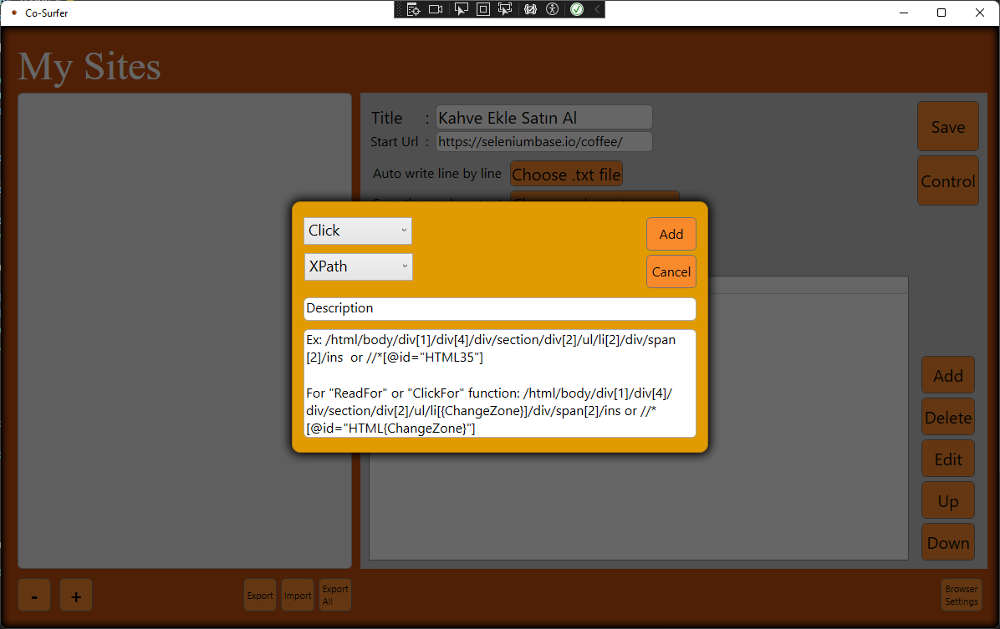 Co-Surfer
My Sites
Title :
Kahve Ekle Satın Al
Save
Start Url :
https://seleniumbase.io/coffee/
Auto write line by line
Choose .txt file
Control
Click
Add
XPath
Cancel
Description
Ex: /html/body/div[1]/div[4]/div/section/div[2]/ul/li[2]/div/span
[2]/ins  or //*[@id="HTML35"]
For "ReadFor" or "ClickFor" function: /html/body/div[1]/div[4]/
div/section/div[2]/ul/li[{ChangeZone}]/div/span[2]/ins or //*
[@id="HTML{ChangeZone}"]
Add
Delete
Edit
Up
Down
-
+
Export
Import
Export
All
Browser
Settings